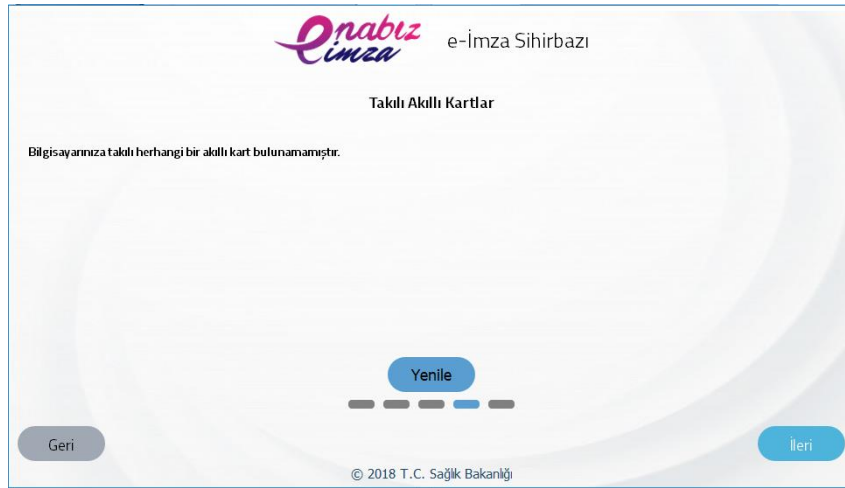 enabız
eimza
e-İmza Sihirbazı
Takılı Akıllı Kartlar
Bilgisayarınıza takılı herhangi bir akıllı kart bulunamamıştır.
Yenile
Geri
İleri
© 2018 T.C. Sağlık Bakanlığı